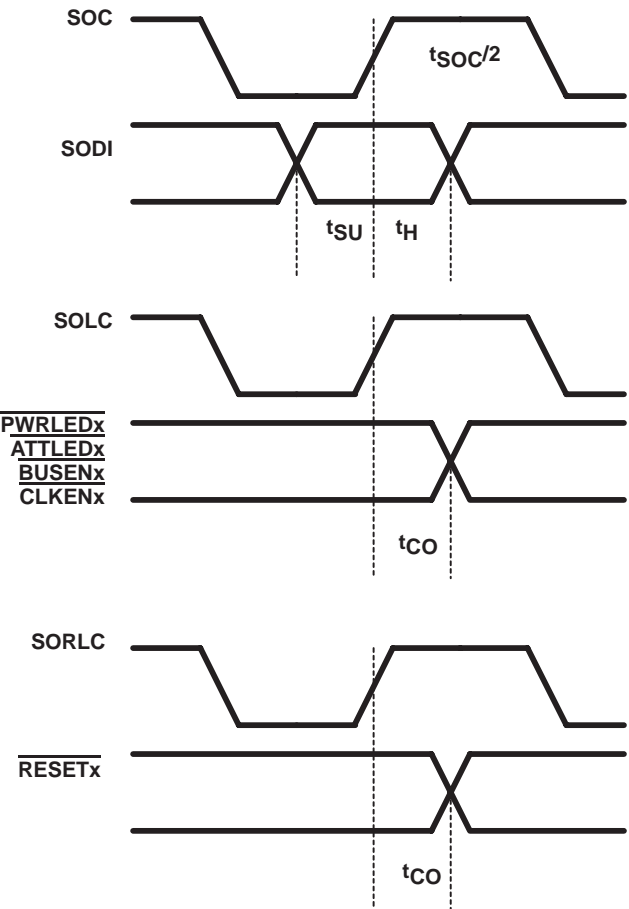 SOC
tSOC/2
SODI
tSU
tH
SOLC
PWRLEDx
ATTLEDx
BUSENx
CLKENx
tCO
SORLC
RESETx
tCO